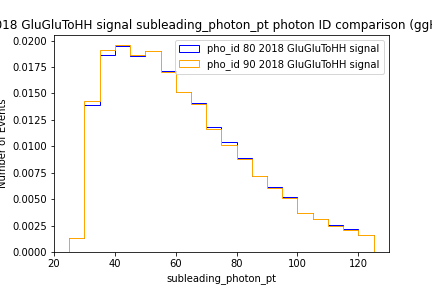 018 GluGluToHH signal subleading_photon_pt photon ID comparison (ggH
pho_id 80 2018 GluGluToHH signal
pho_id 90 2018 GluGluToHH signal
Number of Events
0.0200
0.0175
0.0150
0.0125
0.0100
0.0075
0.0050
0.0025
0.0000
20 40 60 80 100 120
subleading_photon_pt